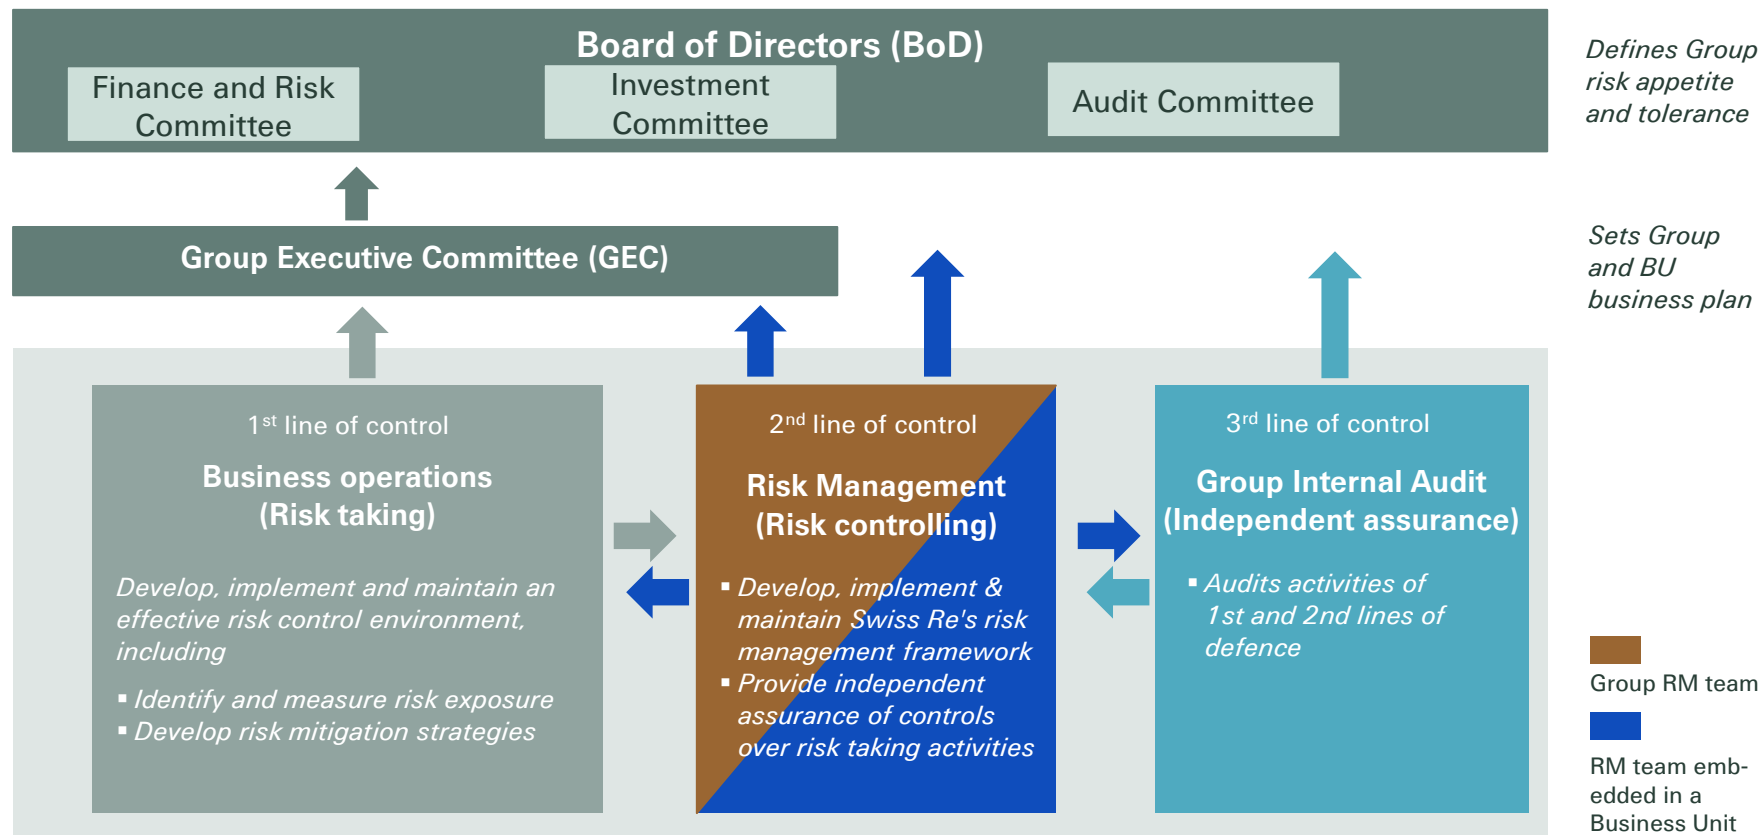 Board of Directors (BoD)
Finance and Risk
Committee
Investment
Committee
Audit Committee
Defines Group
risk appetite
and tolerance
Group Executive Committee (GEC)
Sets Group
and BU
business plan
1st line of control
Business operations
(Risk taking)
Develop, implement and maintain an
effective risk control environment,
including
▪ Identify and measure risk exposure
▪ Develop risk mitigation strategies
2nd line of control
Risk Management
(Risk controlling)
▪ Develop, implement &
maintain Swiss Re's risk
management framework
▪ Provide independent
assurance of controls
over risk taking activities
3rd line of control
Group Internal Audit
(Independent assurance)
▪ Audits activities of
1st and 2nd lines of
defence
Group RM team
RM team emb-
edded in a
Business Unit